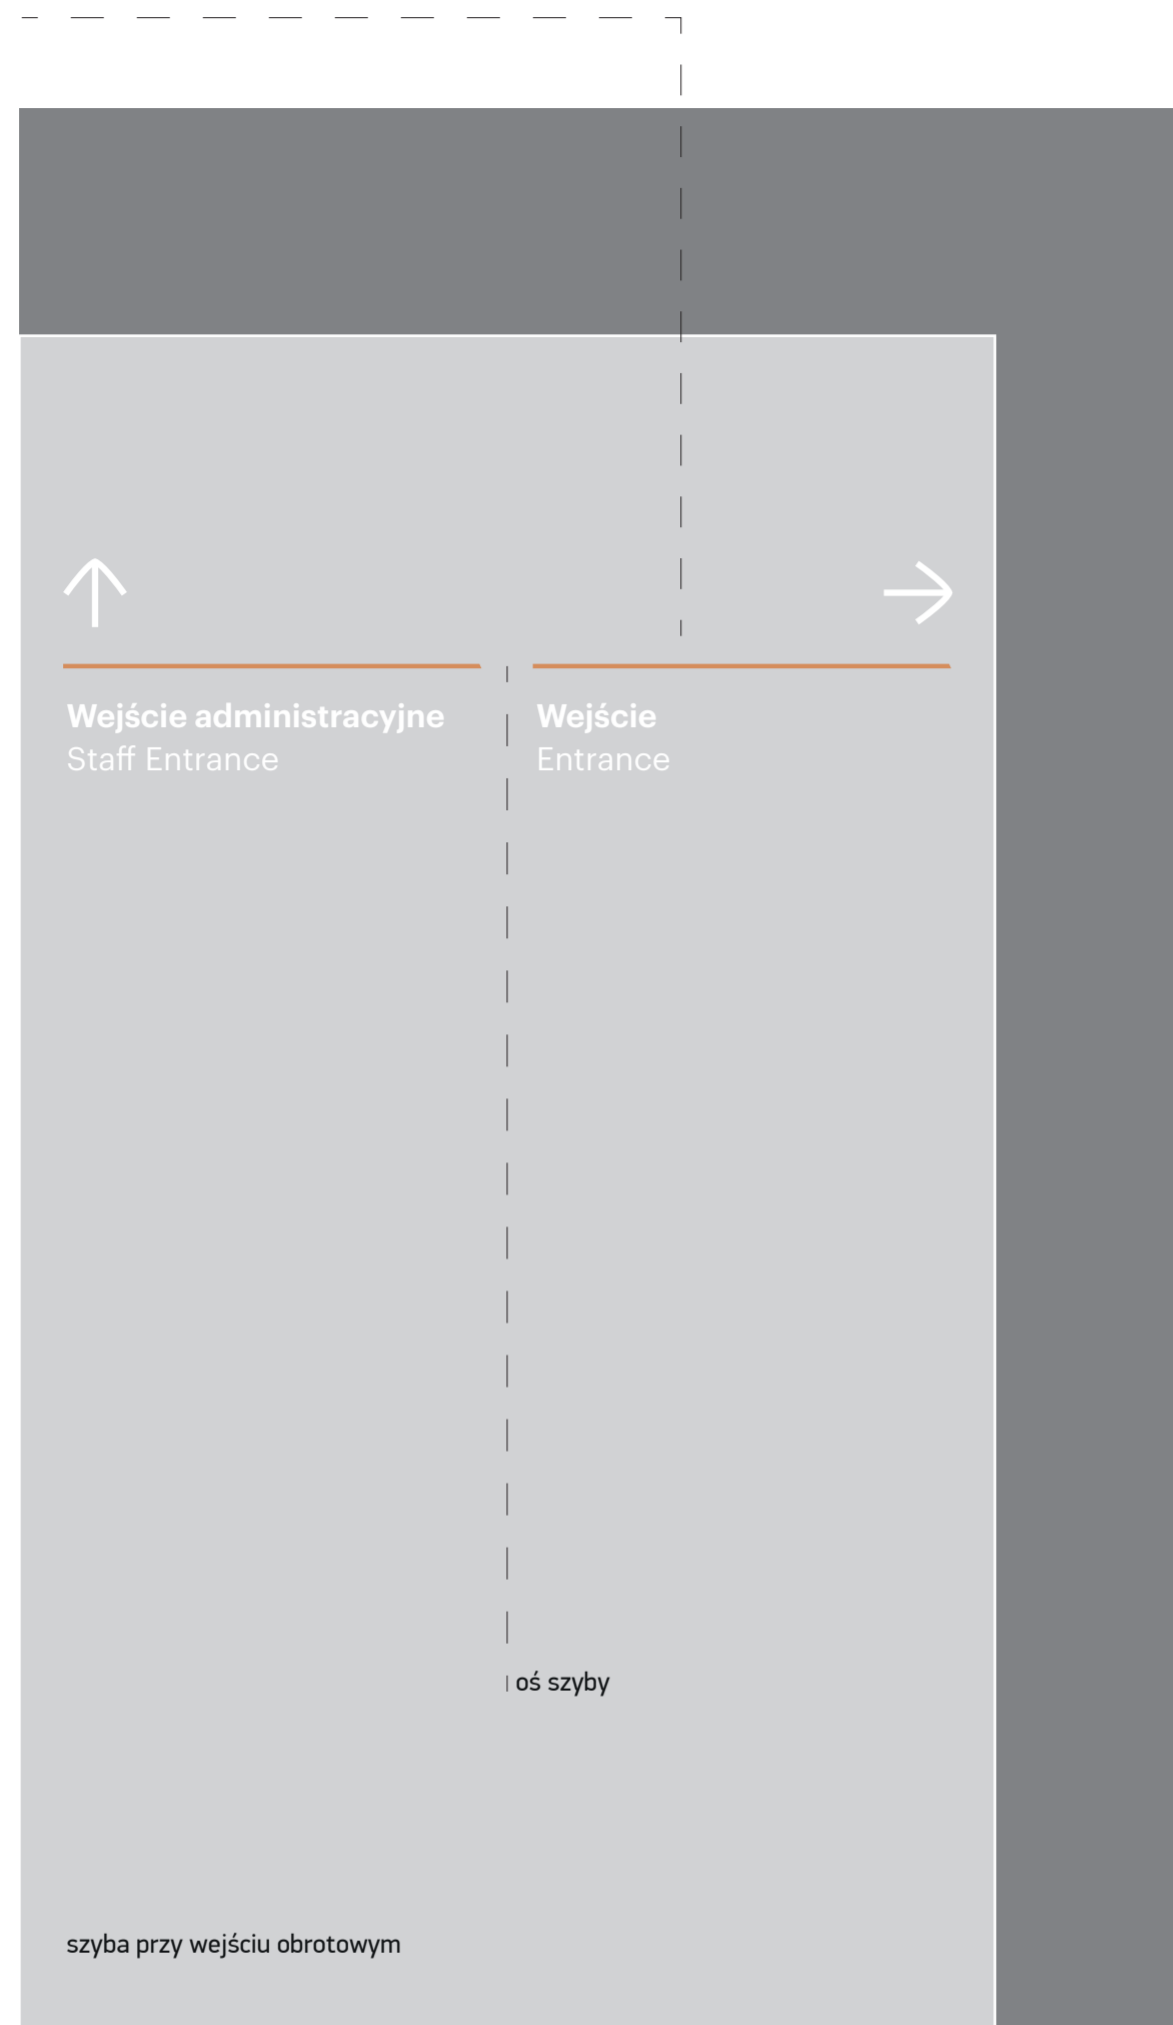 Wejście administracyjne
Staff Entrance
Wejście
Entrance
oś szyby
szyba przy wejściu obrotowym